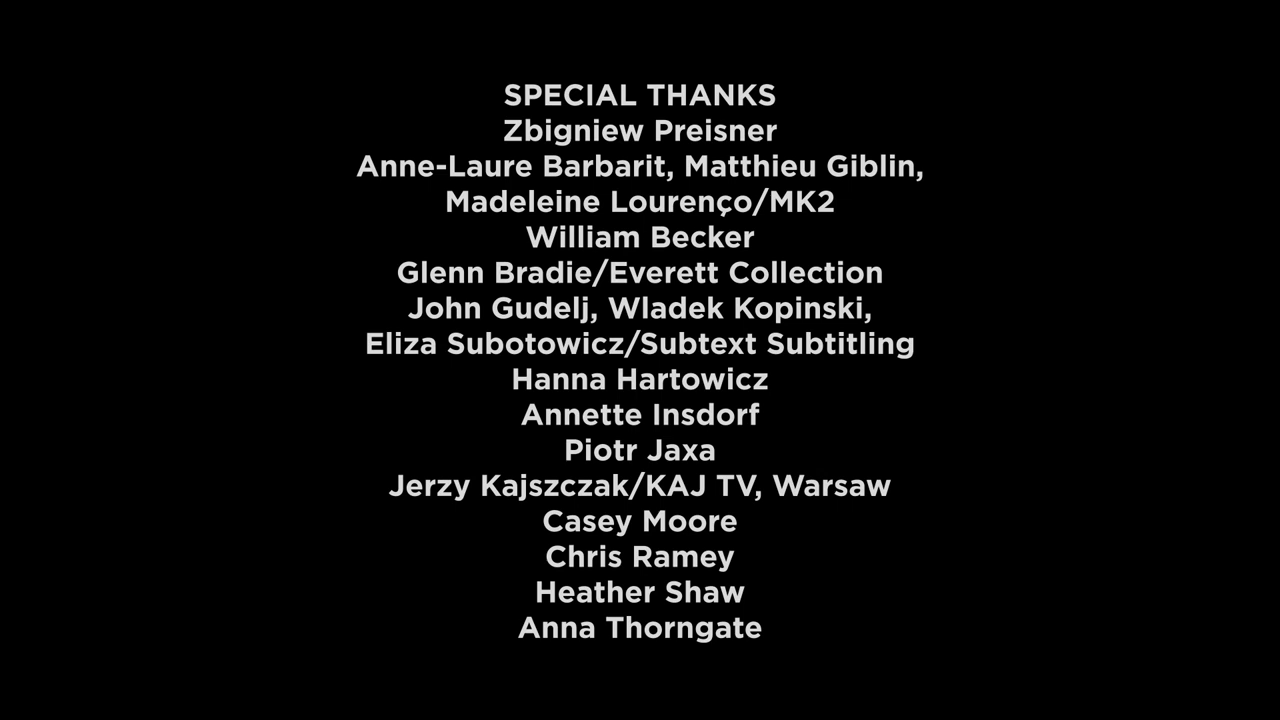 SPECIAL THANKS
Zbigniew Preisner
Anne-Laure Barbarit, Matthieu Giblin,
Madeleine Lourenço/MK2
William Becker
Glenn Bradie/Everett Collection
John Gudelj, Wladek Kopinski,
Eliza Subotowicz/Subtext Subtitling
Hanna Hartowicz
Annette Insdorf
Piotr Jaxa
Jerzy Kajszczak/KAJ TV, Warsaw
Casey Moore
Chris Ramey
Heather Shaw
Anna Thorngate